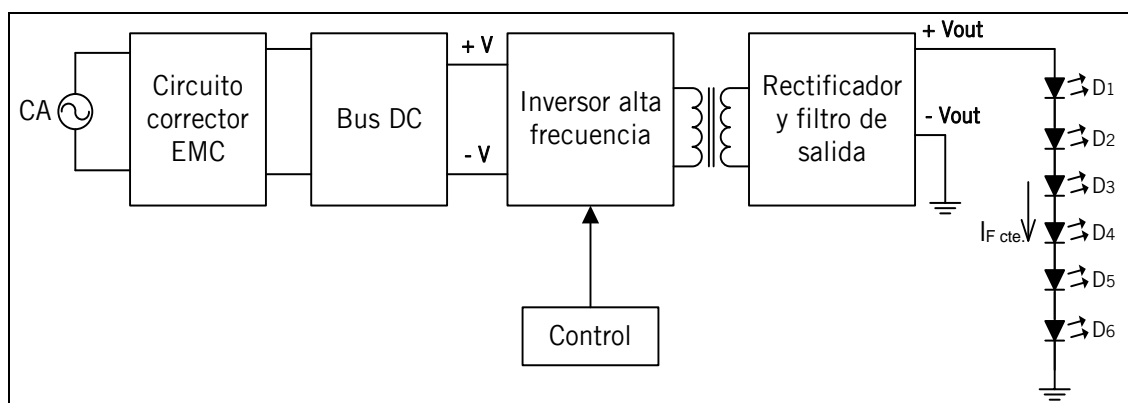 CA
Circuito
corrector
EMC
Bus DC
+ V
- V
Inversor alta
frecuencia
Control
Rectificador
y filtro de
salida
+ Vout
- Vout
IF cte.
D1
D2
D3
D4
D5
D6